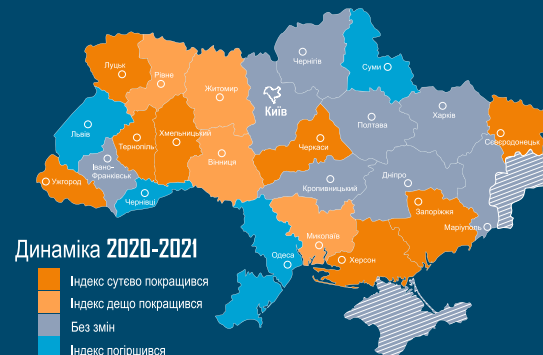 Чернігів
Луцьк
Суми
Рівне
Житомир
Київ
Харків
Львів
Полтава
Хмельницький
Тернопіль
Черкаси
Сєвєродонецьк
Вінниця
Івано-
Франківськ
Дніпро
Ужгород
Кропивницький
Чернівці
Запоріжжя
Маріуполь
Миколаїв
Динаміка 2020-2021
Одеса
Херсон
Індекс сутєво покращився
Індекс дещо покращився
Без змін
Індекс погіршився